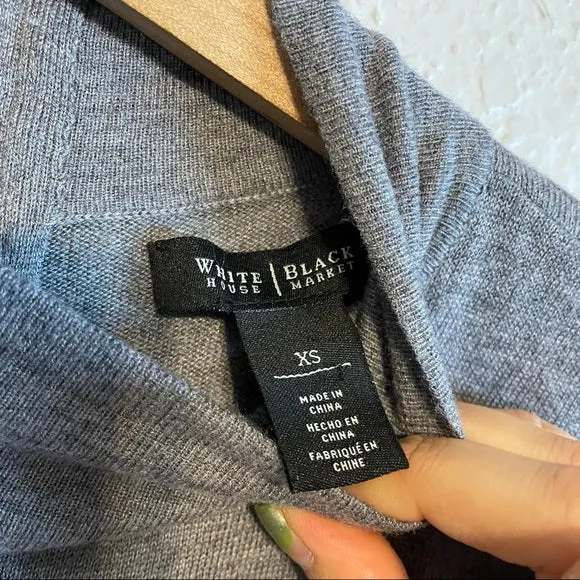 WHITE | BLACK
HOUSE | MARKET
XS
MADE IN
CHINA
HECHO EN
CHINA
FABRIQUÉ EN
CHINE